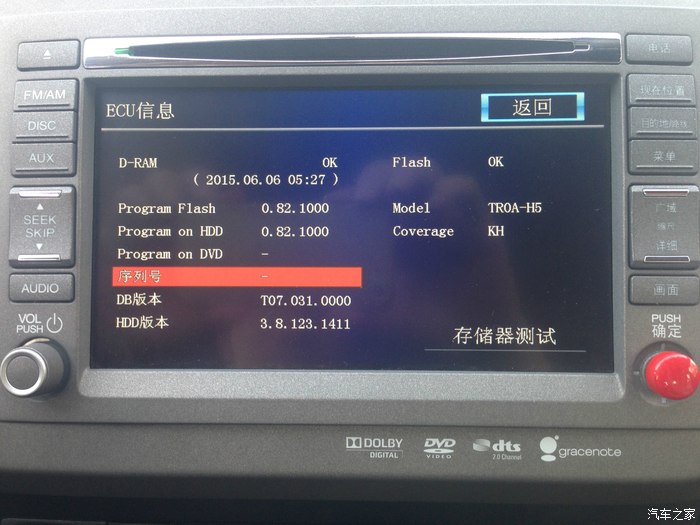 电话
FM/AM
DISC
AUX
SEEK
SKIP
AUDIO
VOL
PUSH
ECU信息
返回
D-RAM OK Flash OK
( 2015.06.06 05:27 )
Program Flash 0.82.1000 Model TR0A-H5
Program on HDD 0.82.1000 Coverage KH
Program on DVD -
序列号 -
DB版本 T07.031.0000
HDD版本 3.8.123.1411
存储器测试
现在位置
目的地/路线
菜单
广域
详细
画面
PUSH
确定
DOLBY
DIGITAL
DVD
VIDEO
dts
2.0 Channel
gracenote
汽车之家